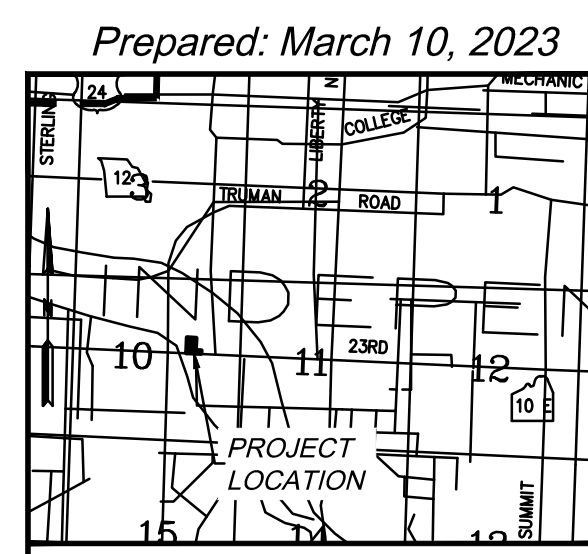 Prepared: March 10, 2023
MECHANIC
24
STERLING
LIBERTY
N
COLLEGE
12
3
TRUMAN ROAD
2
1
N
10
11
23RD
12
10 E
PROJECT
LOCATION
SUMMIT
15